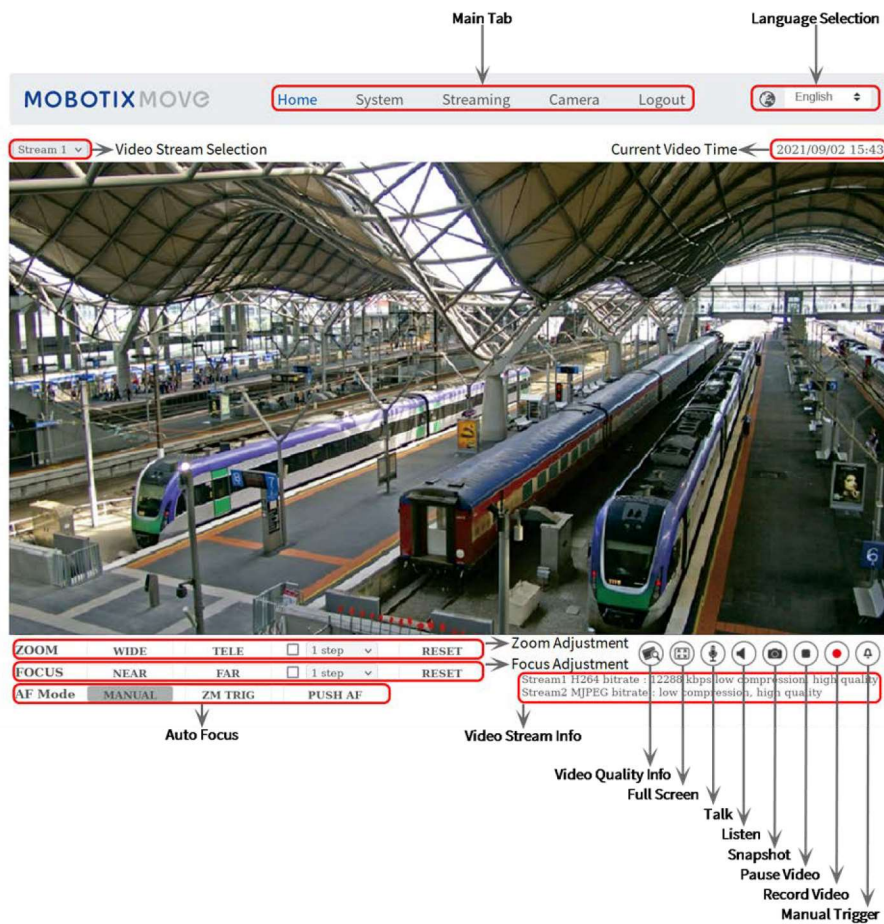 Main Tab
Language Selection
MOBOTIX MOVE
Home System Streaming Camera Logout
English
Stream 1
Video Stream Selection
Current Video Time
2021/09/02 15:43
6
ZOOM WIDE TELE 1 step RESET
Zoom Adjustment
FOCUS NEAR FAR 1 step RESET
Focus Adjustment
AF Mode MANUAL ZM TRIG PUSH AF
Stream1 H264 bitrate : 12288 kbps low compression, high quality
Stream2 MJPEG bitrate : low compression, high quality
Auto Focus
Video Stream Info
Video Quality Info
Full Screen
Talk
Listen
Snapshot
Pause Video
Record Video
Manual Trigger